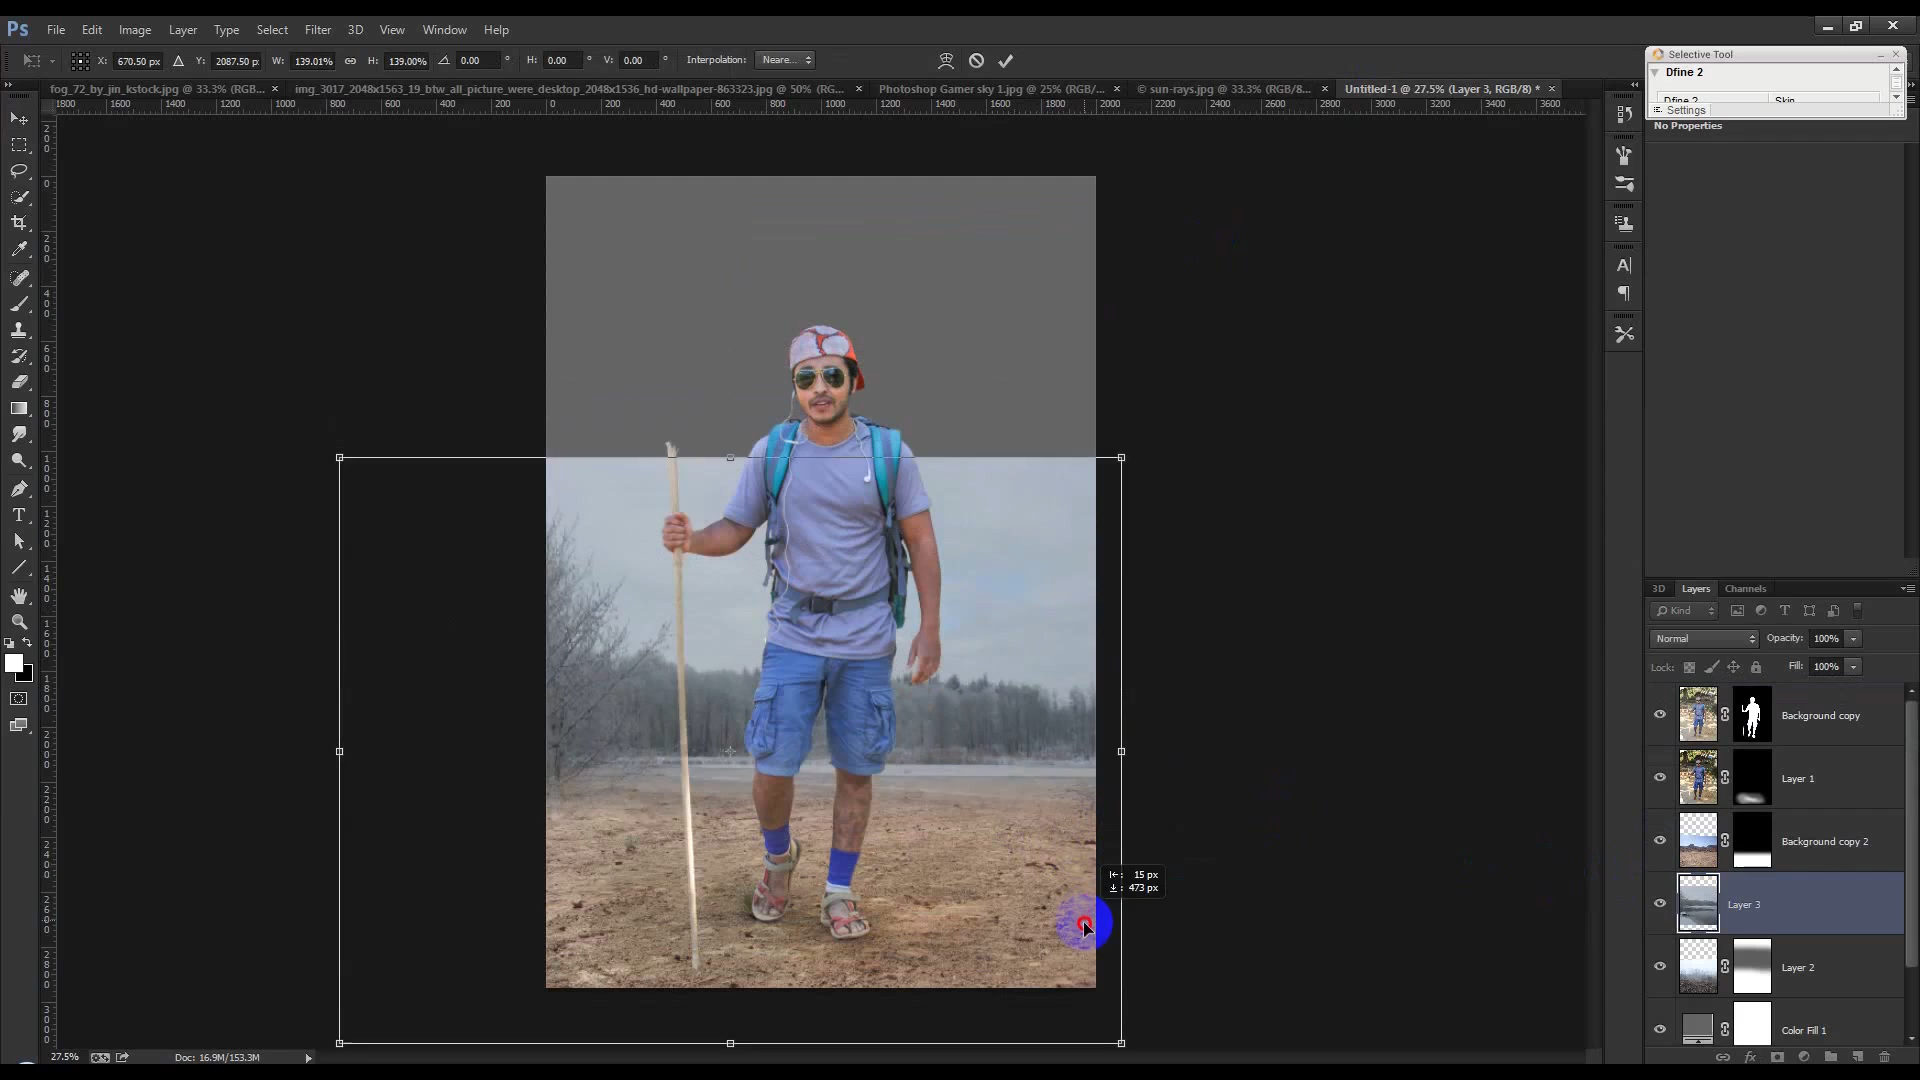 Ps File Edit Image Layer Type Select Filter 3D View Window Help
X: 670.50 px Y: 2087.50 px W: 139.01% H: 139.00% 0.00 ° H: 0.00 ° V: 0.00 ° Interpolation: Neare...
Selective Tool
Dfine 2
Dfine 2 Skin
Settings
No Properties
fog_72_by_jin_kstock.jpg @ 33.3% (RGB... × img_3017_2048x1563_19_btw_all_picture_were_desktop_2048x1536_hd-wallpaper-863323.jpg @ 50% (RG... × Photoshop Gamer sky 1.jpg @ 25% (RGB/... × © sun-rays.jpg @ 33.3% (RGB/8... × Untitled-1 @ 27.5% (Layer 3, RGB/8) * ×
1800 1600 1400 1200 1000 800 600 400 200 0 200 400 600 800 1000 1200 1400 1600 1800 2000 2200 2400 2600 2800 3000 3200 3400 3600
15 px
473 px
3D Layers Channels
Kind
Normal Opacity: 100%
Lock: Fill: 100%
Background copy
Layer 1
Background copy 2
Layer 3
Layer 2
Color Fill 1
27.5% Doc: 16.9M/153.3M